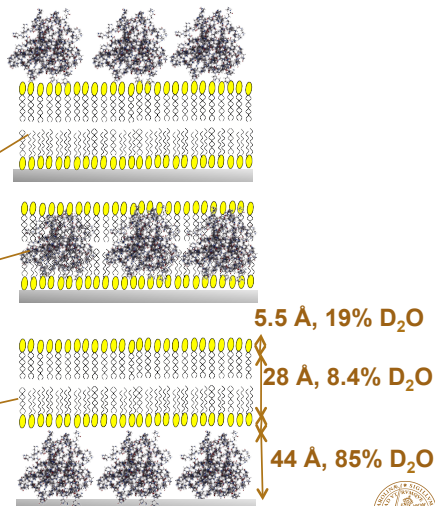 5.5 Å, 19% D₂O
28 Å, 8.4% D₂O
44 Å, 85% D₂O